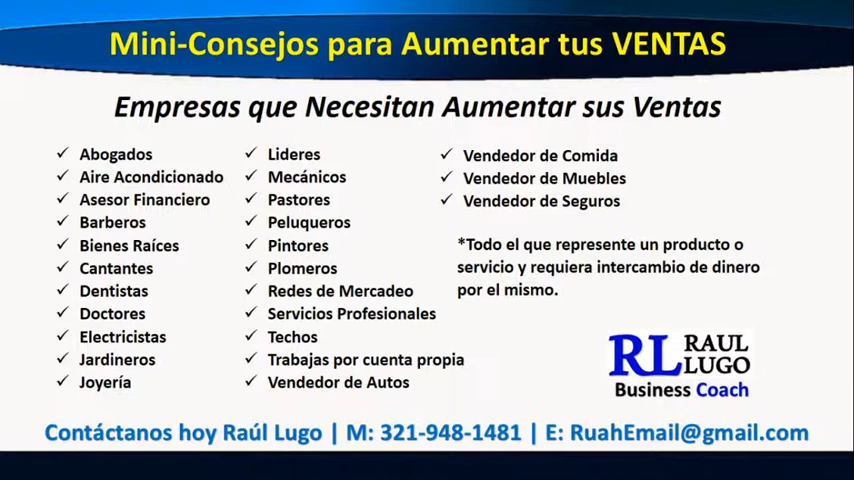 Mini-Consejos para Aumentar tus VENTAS
Empresas que Necesitan Aumentar sus Ventas
✓ Abogados
✓ Aire Acondicionado
✓ Asesor Financiero
✓ Barberos
✓ Bienes Raíces
✓ Cantantes
✓ Dentistas
✓ Doctores
✓ Electricistas
✓ Jardineros
✓ Joyería
✓ Lideres
✓ Mecánicos
✓ Pastores
✓ Peluqueros
✓ Pintores
✓ Plomeros
✓ Redes de Mercadeo
✓ Servicios Profesionales
✓ Techos
✓ Trabajas por cuenta propia
✓ Vendedor de Autos
✓ Vendedor de Comida
✓ Vendedor de Muebles
✓ Vendedor de Seguros
*Todo el que represente un producto o
servicio y requiera intercambio de dinero
por el mismo.
RL RAUL
LUGO
Business Coach
Contáctanos hoy Raúl Lugo | M: 321-948-1481 | E: RuahEmail@gmail.com